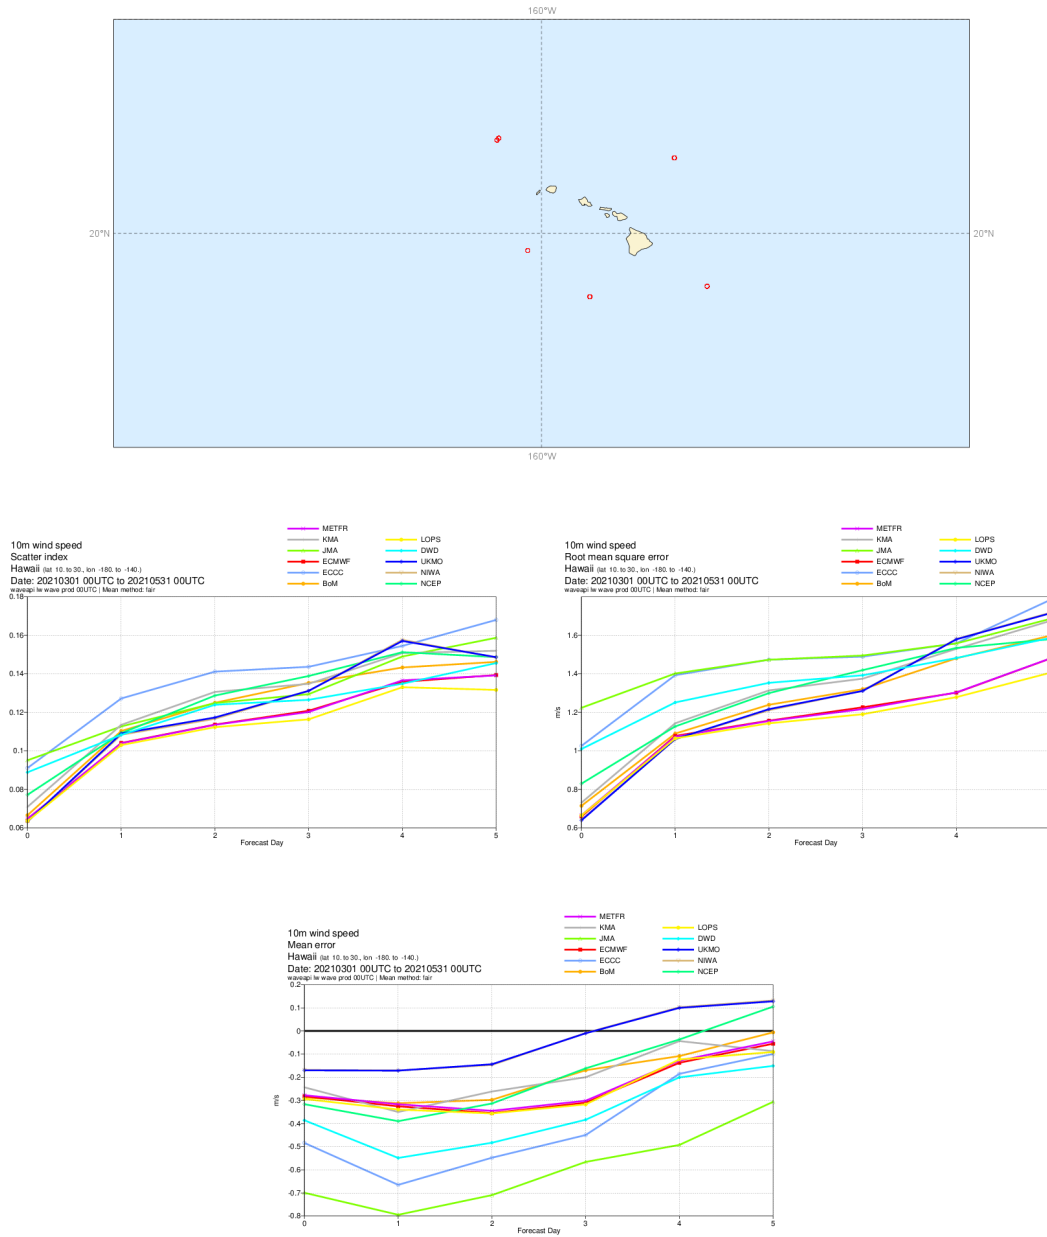 160°W
20°N
20°N
160°W
METFR
KMA
JMA
ECMWF
ECCC
BoM
LOPS
DWD
UKMO
NIWA
NCEP
10m wind speed
Scatter index
Hawaii (lat 10. to 30., lon -180. to -140.)
Date: 20210301 00UTC to 20210531 00UTC
waveapi lw wave prod 00UTC | Mean method: fair
0.18
0.16
0.14
0.12
0.1
0.08
0.06
0 1 2 3 4 5
Forecast Day
METFR
KMA
JMA
ECMWF
ECCC
BoM
LOPS
DWD
UKMO
NIWA
NCEP
10m wind speed
Root mean square error
Hawaii (lat 10. to 30., lon -180. to -140.)
Date: 20210301 00UTC to 20210531 00UTC
waveapi lw wave prod 00UTC | Mean method: fair
1.6
1.4
1.2
1
0.8
0.6
m/s
0 1 2 3 4
Forecast Day
METFR
KMA
JMA
ECMWF
ECCC
BoM
LOPS
DWD
UKMO
NIWA
NCEP
10m wind speed
Mean error
Hawaii (lat 10. to 30., lon -180. to -140.)
Date: 20210301 00UTC to 20210531 00UTC
waveapi lw wave prod 00UTC | Mean method: fair
0.2
0.1
0
-0.1
-0.2
-0.3
-0.4
-0.5
-0.6
-0.7
-0.8
m/s
0 1 2 3 4 5
Forecast Day